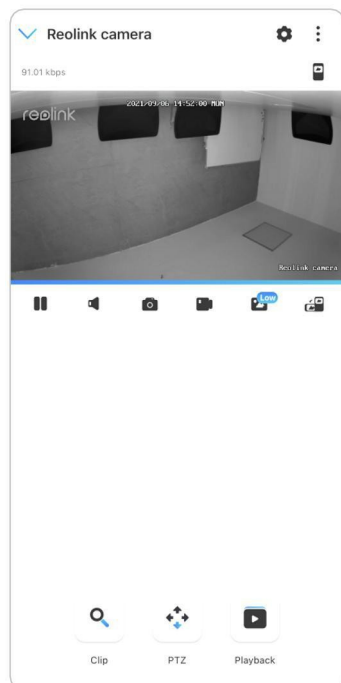 Reolink camera
91.01 kbps
2021/09/06 14:52:00 MON
reolink
Reolink camera
Low
Clip
PTZ
Playback